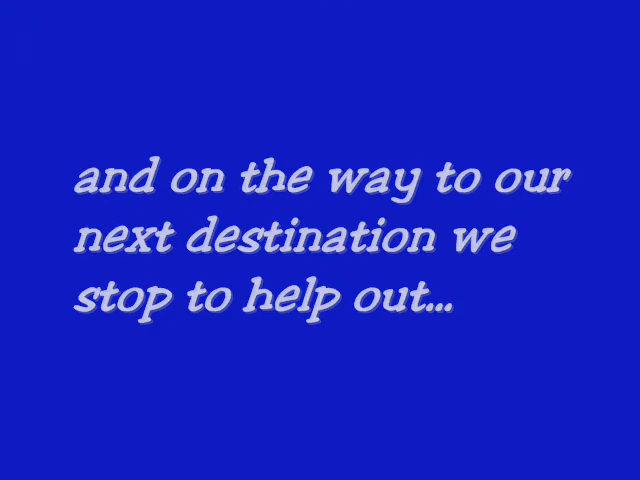 and on the way to our
next destination we
stop to help out...